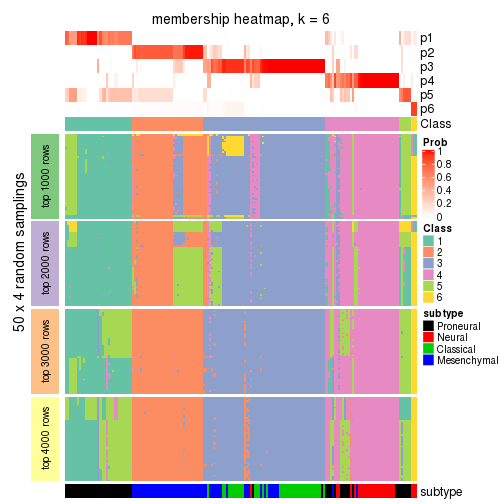 membership heatmap, k = 6
p1
p2
p3
p4
p5
p6
Class
50 x 4 random samplings
top 1000 rows
top 2000 rows
top 3000 rows
top 4000 rows
Prob
1
0.8
0.6
0.4
0.2
0
Class
1
2
3
4
5
6
subtype
Proneural
Neural
Classical
Mesenchymal
subtype